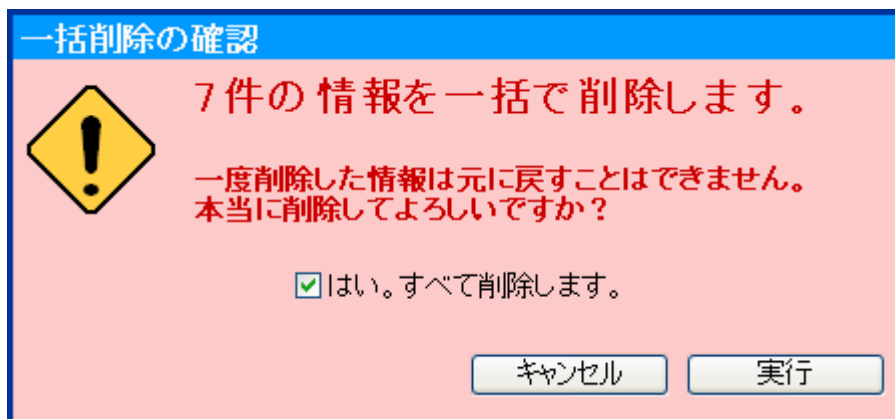 一括削除の確認
7件の情報を一括で削除します。
一度削除した情報は元に戻すことはできません。
本当に削除してよろしいですか？
はい。すべて削除します。
キャンセル
実行